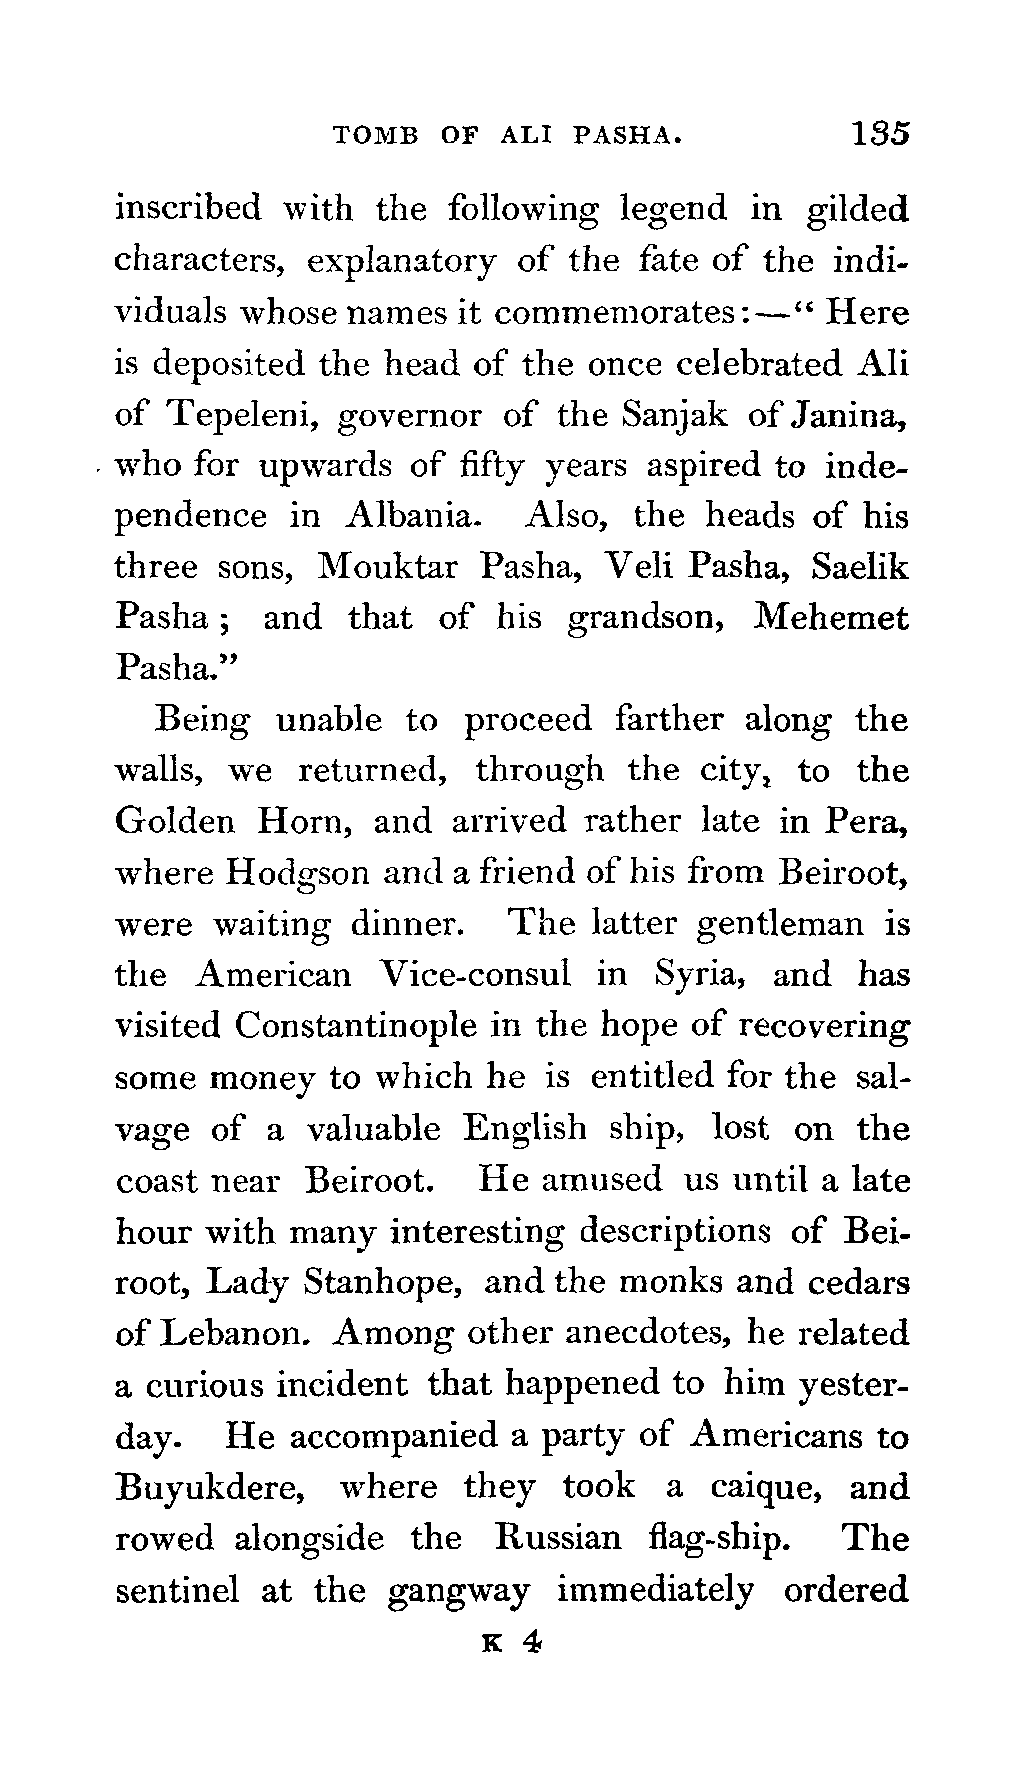 TOMB OF ALI PASHA. 135
inscribed with the following legend in gilded
characters, explanatory of the fate of the indi-
viduals whose names it commemorates:—“ Here
is deposited the head of the once celebrated Ali
of Tepeleni, governor of the Sanjak of Janina,
who for upwards of fifty years aspired to inde-
pendence in Albania. Also, the heads of his
three sons, Mouktar Pasha, Veli Pasha, Saelik
Pasha ; and that of his grandson, Mehemet
Pasha.”
Being unable to proceed farther along the
walls, we returned, through the city, to the
Golden Horn, and arrived rather late in Pera,
where Hodgson and a friend of his from Beiroot,
were waiting dinner. The latter gentleman is
the American Vice-consul in Syria, and has
visited Constantinople in the hope of recovering
some money to which he is entitled for the sal-
vage of a valuable English ship, lost on the
coast near Beiroot. He amused us until a late
hour with many interesting descriptions of Bei-
root, Lady Stanhope, and the monks and cedars
of Lebanon. Among other anecdotes, he related
a curious incident that happened to him yester-
day. He accompanied a party of Americans to
Buyukdere, where they took a caique, and
rowed alongside the Russian flag-ship. The
sentinel at the gangway immediately ordered
K 4